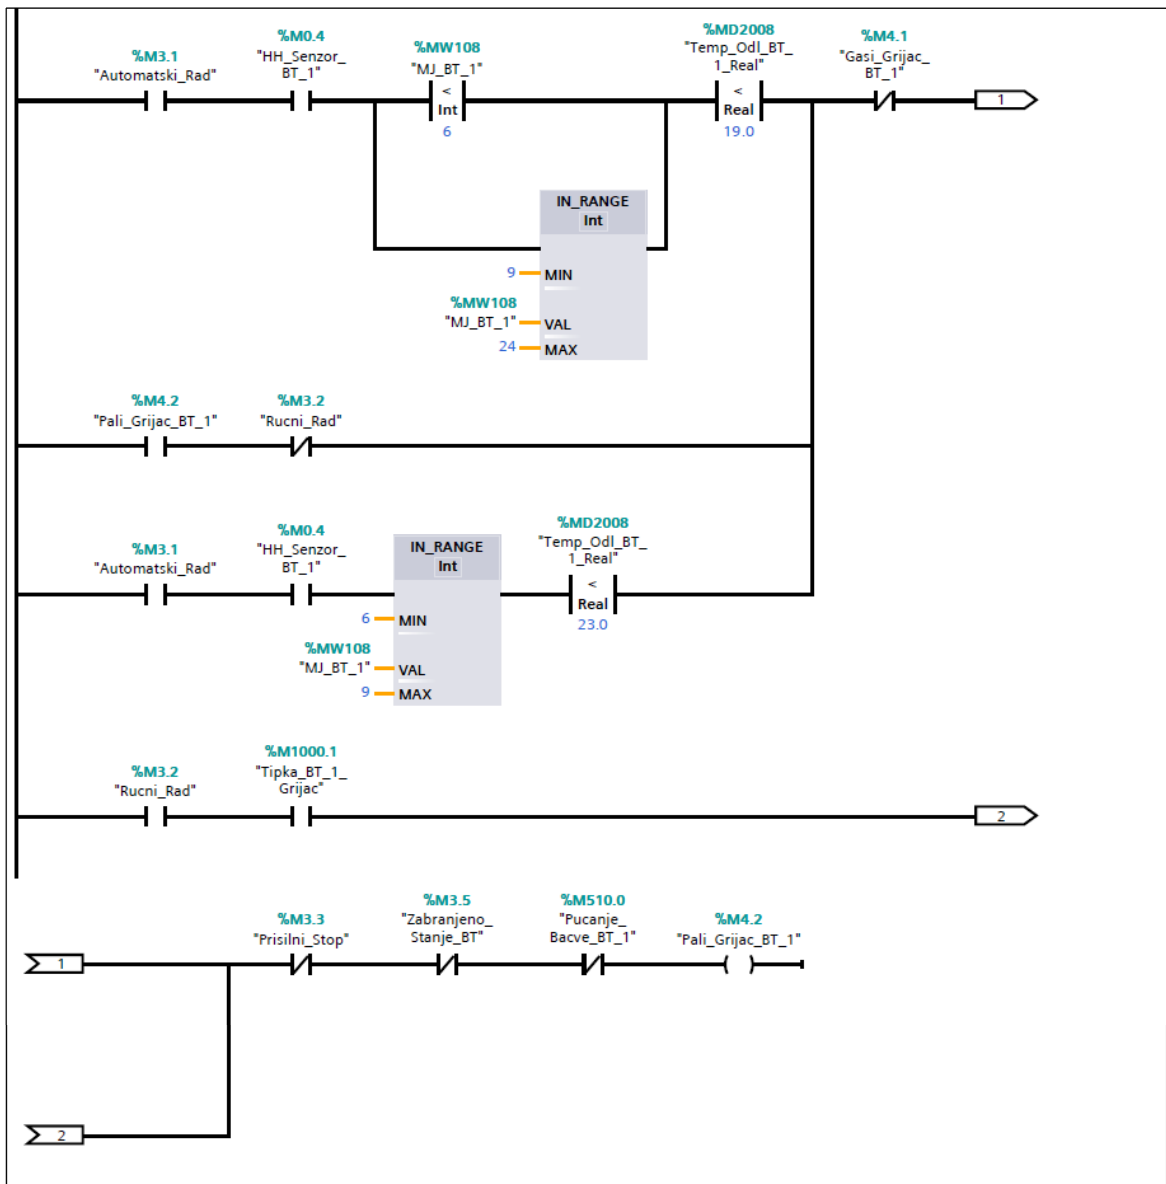 %M3.1
"Automatski_Rad"
%M0.4
"HH_Senzor_
BT_1"
%MW108
"MJ_BT_1"
<
Int
6
%MD2008
"Temp_Odl_BT_
1_Real"
<
Real
19.0
%M4.1
"Gasi_Grijac_
BT_1"
1
IN_RANGE
Int
9 MIN
%MW108
"MJ_BT_1" VAL
24 MAX
%M4.2
"Pali_Grijac_BT_1"
%M3.2
"Rucni_Rad"
%M3.1
"Automatski_Rad"
%M0.4
"HH_Senzor_
BT_1"
IN_RANGE
Int
6 MIN
%MW108
"MJ_BT_1" VAL
9 MAX
%MD2008
"Temp_Odl_BT_
1_Real"
<
Real
23.0
%M3.2
"Rucni_Rad"
%M1000.1
"Tipka_BT_1_
Grijac"
2
1
%M3.3
"Prisilni_Stop"
%M3.5
"Zabranjeno_
Stanje_BT"
%M510.0
"Pucanje_
Bacve_BT_1"
%M4.2
"Pali_Grijac_BT_1"
2